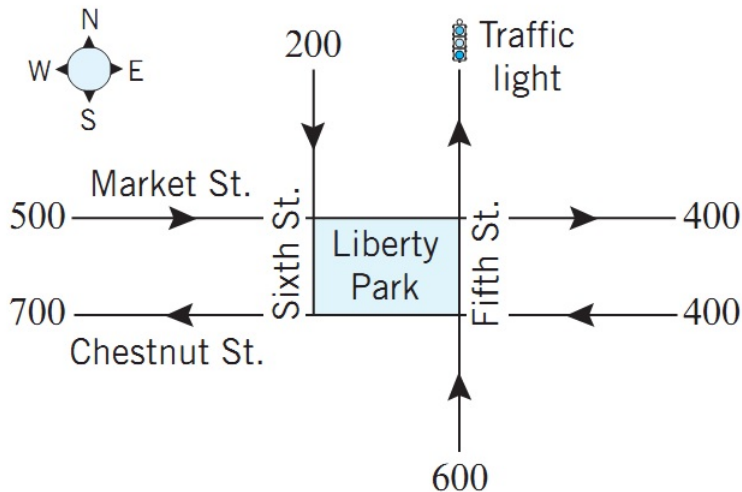 N
W E
S
200
Traffic
light
Market St.
500
400
Sixth St.
Liberty
Park
Fifth St.
700
400
Chestnut St.
600